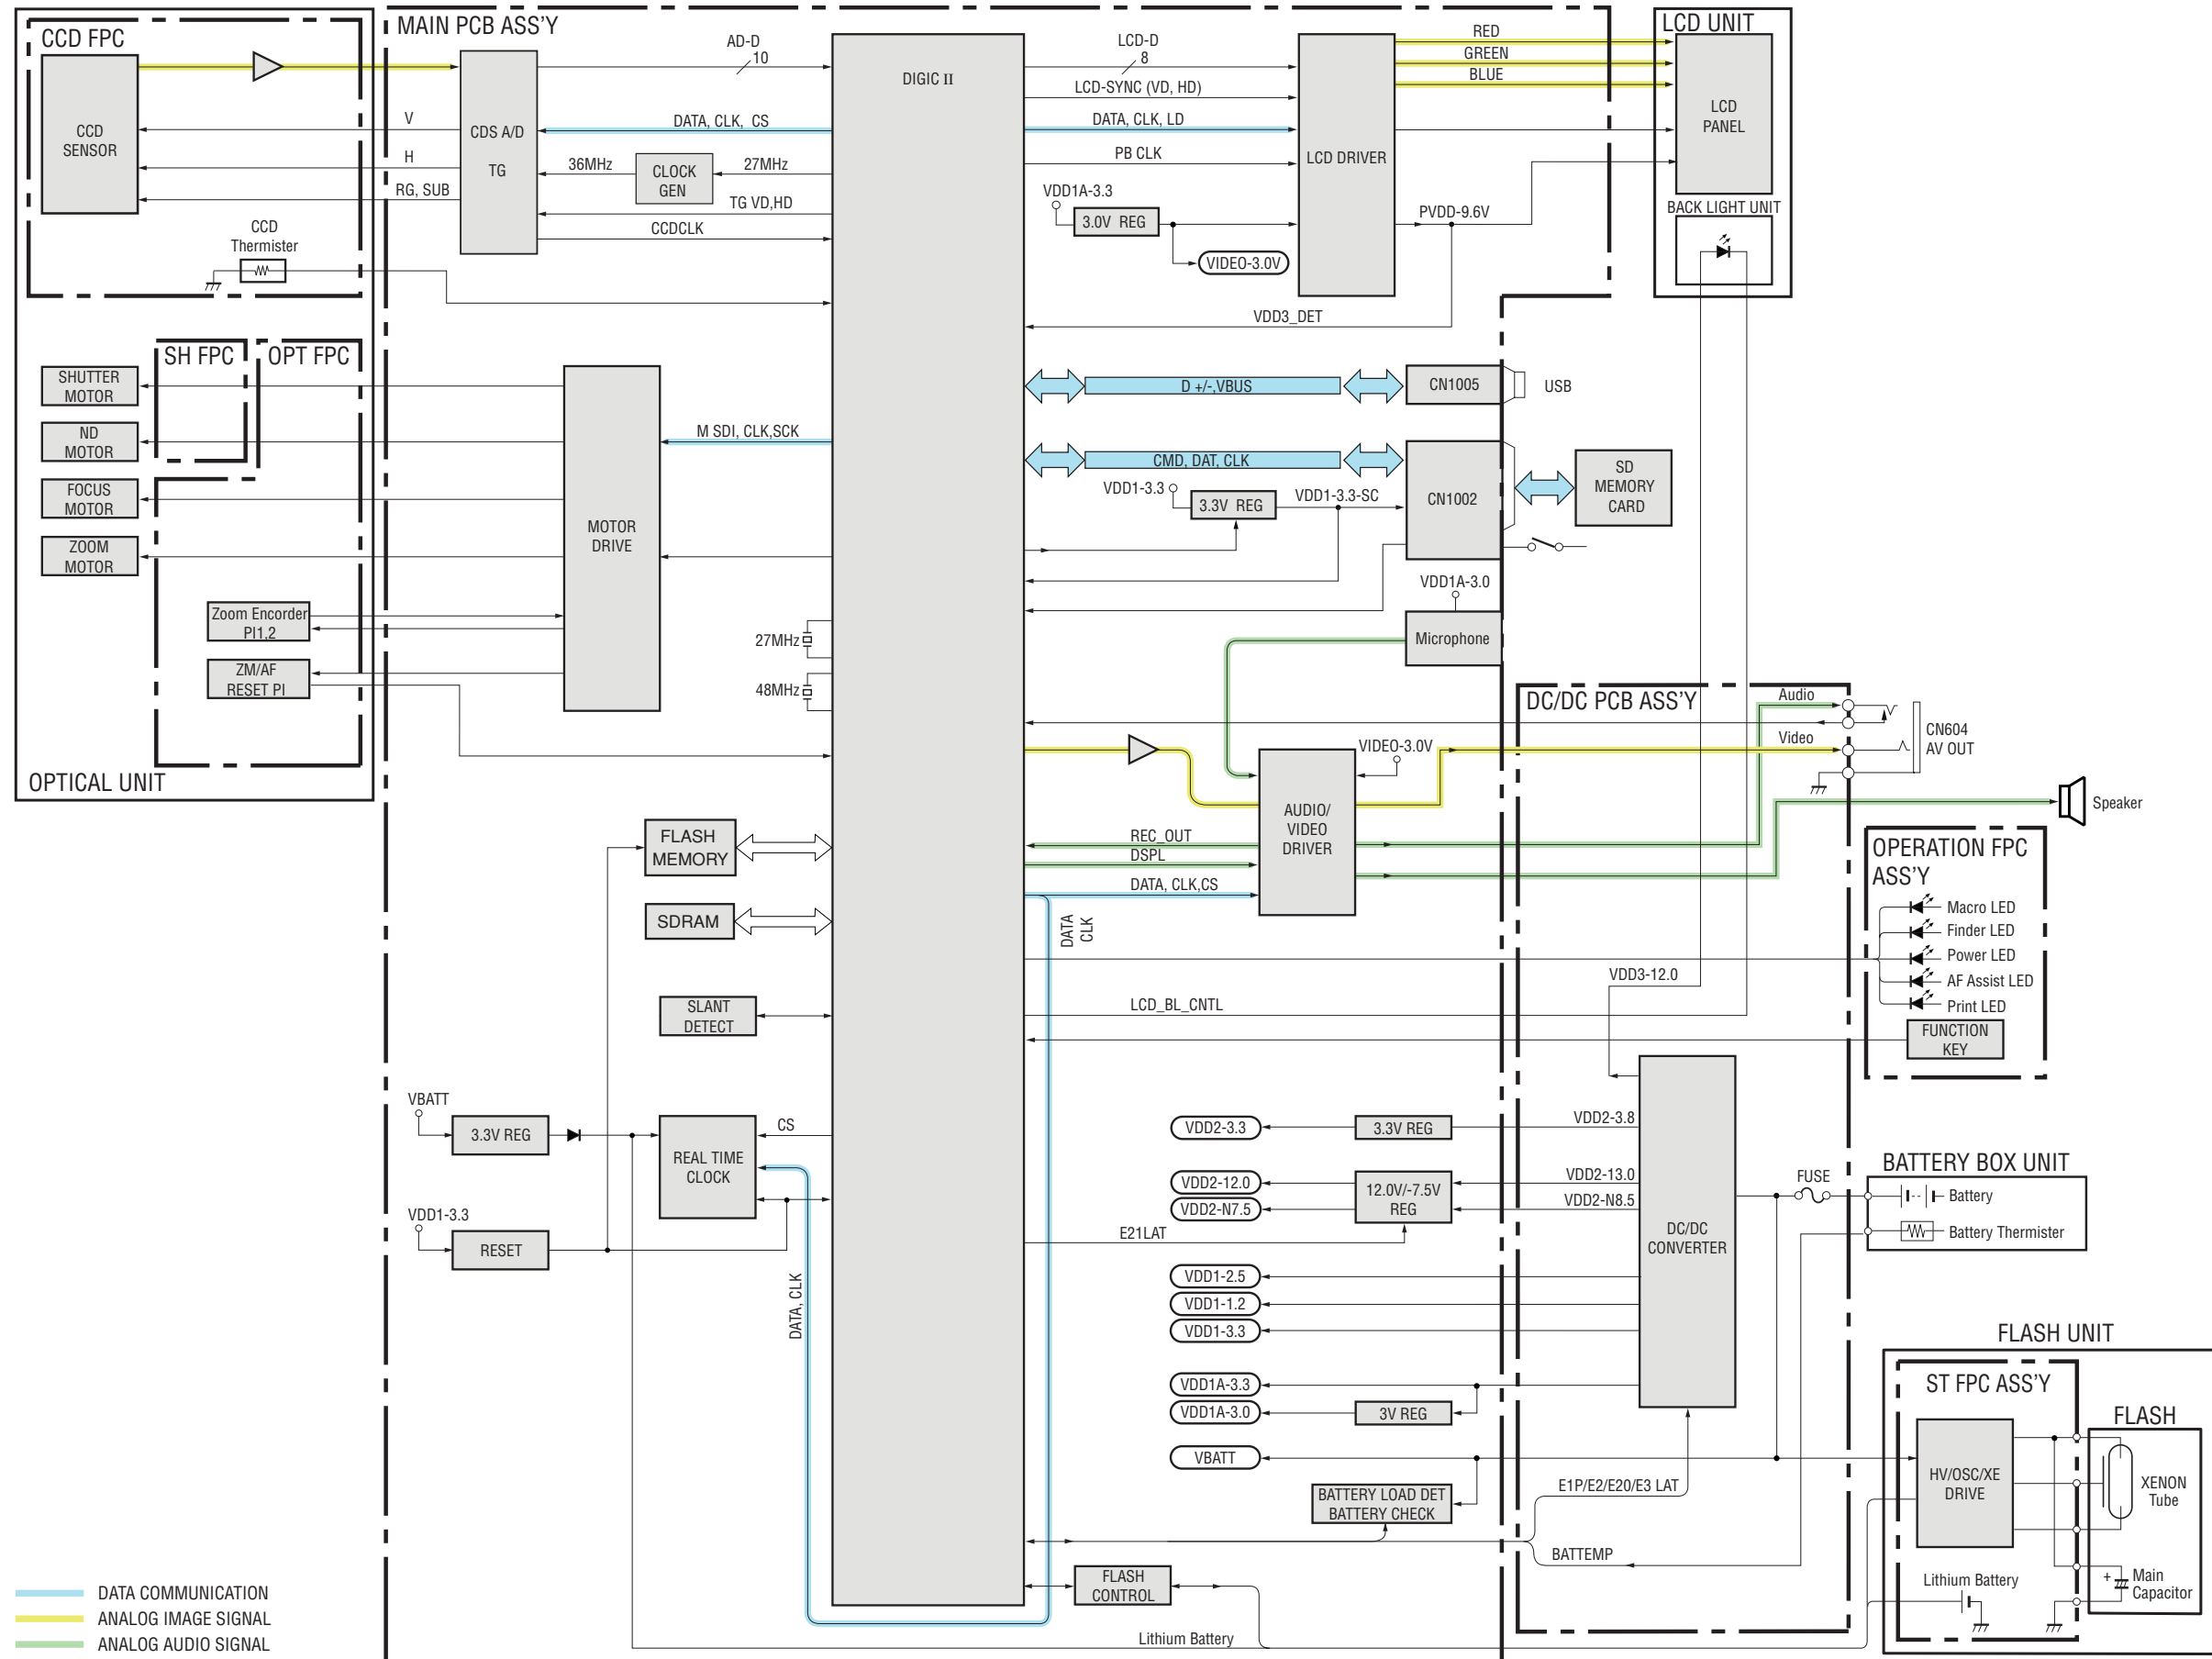 CCD FPC
MAIN PCB ASS'Y
LCD UNIT
CCD
SENSOR
V
H
RG, SUB
CCD
Thermister
CDS A/D
TG
AD-D
10
DATA, CLK, CS
36MHz
CLOCK
GEN
27MHz
TG VD,HD
CCDCLK
DIGIC II
LCD-D
8
LCD-SYNC (VD, HD)
DATA, CLK, LD
PB CLK
VDD1A-3.3
3.0V REG
VIDEO-3.0V
LCD DRIVER
RED
GREEN
BLUE
PVDD-9.6V
VDD3_DET
LCD
PANEL
BACK LIGHT UNIT
SH FPC
OPT FPC
SHUTTER
MOTOR
ND
MOTOR
FOCUS
MOTOR
ZOOM
MOTOR
Zoom Encorder
PI1,2
ZM/AF
RESET PI
OPTICAL UNIT
MOTOR
DRIVE
M SDI, CLK,SCK
27MHz
48MHz
D +/-,VBUS
CN1005
USB
CMD, DAT, CLK
VDD1-3.3
3.3V REG
VDD1-3.3-SC
CN1002
SD
MEMORY
CARD
VDD1A-3.0
Microphone
DC/DC PCB ASS'Y
Audio
Video
CN604
AV OUT
Speaker
VIDEO-3.0V
AUDIO/
VIDEO
DRIVER
REC_OUT
DSPL
DATA, CLK,CS
DATA
CLK
FLASH
MEMORY
SDRAM
SLANT
DETECT
OPERATION FPC
ASS'Y
Macro LED
Finder LED
Power LED
AF Assist LED
Print LED
FUNCTION
KEY
VDD3-12.0
LCD_BL_CNTL
VBATT
3.3V REG
REAL TIME
CLOCK
CS
VDD1-3.3
RESET
DATA, CLK
VDD2-3.3
3.3V REG
VDD2-3.8
VDD2-12.0
VDD2-N7.5
12.0V/-7.5V
REG
VDD2-13.0
VDD2-N8.5
E21LAT
DC/DC
CONVERTER
FUSE
BATTERY BOX UNIT
Battery
Battery Thermister
VDD1-2.5
VDD1-1.2
VDD1-3.3
VDD1A-3.3
VDD1A-3.0
3V REG
VBATT
BATTERY LOAD DET
BATTERY CHECK
E1P/E2/E20/E3 LAT
BATTEMP
FLASH
CONTROL
Lithium Battery
FLASH UNIT
ST FPC ASS'Y
FLASH
HV/OSC/XE
DRIVE
XENON
Tube
Lithium Battery
+
Main
Capacitor
DATA COMMUNICATION
ANALOG IMAGE SIGNAL
ANALOG AUDIO SIGNAL